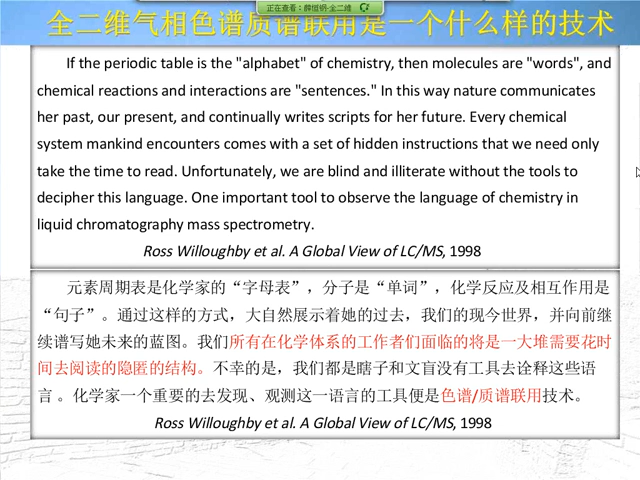 正在查看：薛恒钢-全二维
全二维气相色谱质谱联用是一个什么样的技术
If the periodic table is the "alphabet" of chemistry, then molecules are "words", and
chemical reactions and interactions are "sentences." In this way nature communicates
her past, our present, and continually writes scripts for her future. Every chemical
system mankind encounters comes with a set of hidden instructions that we need only
take the time to read. Unfortunately, we are blind and illiterate without the tools to
decipher this language. One important tool to observe the language of chemistry in
liquid chromatography mass spectrometry.
Ross Willoughby et al. A Global View of LC/MS, 1998
元素周期表是化学家的“字母表”，分子是“单词”，化学反应及相互作用是
“句子”。通过这样的方式，大自然展示着她的过去，我们的现今世界，并向前继
续谱写她未来的蓝图。我们所有在化学体系的工作者们面临的将是一大堆需要花时
间去阅读的隐匿的结构。不幸的是，我们都是瞎子和文盲没有工具去诠释这些语
言 。化学家一个重要的去发现、观测这一语言的工具便是色谱/质谱联用技术。
Ross Willoughby et al. A Global View of LC/MS, 1998